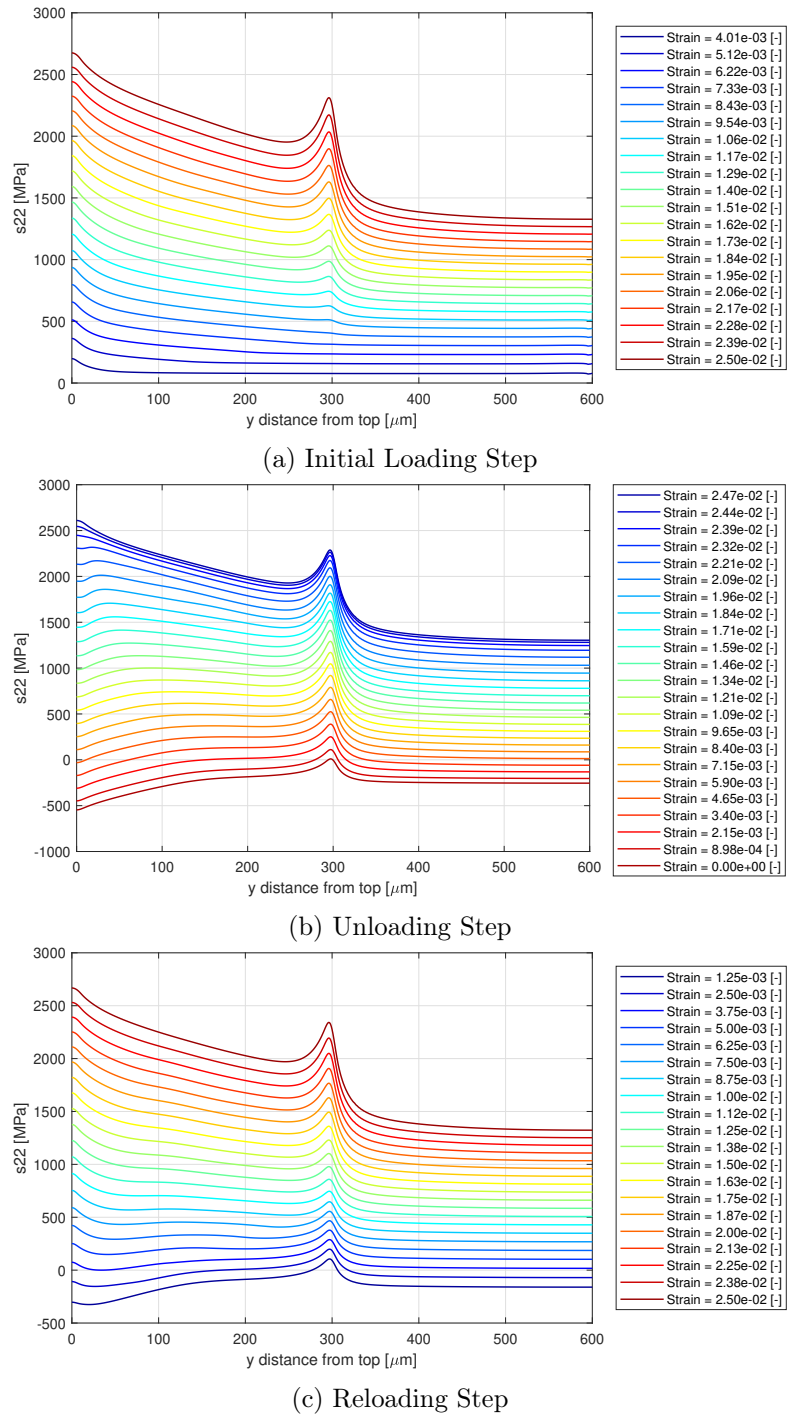 3000
2500
2000
1500
1000
500
0
s22 [MPa]
0 100 200 300 400 500 600
y distance from top [μm]
Strain = 4.01e-03 [-]
Strain = 5.12e-03 [-]
Strain = 6.22e-03 [-]
Strain = 7.33e-03 [-]
Strain = 8.43e-03 [-]
Strain = 9.54e-03 [-]
Strain = 1.06e-02 [-]
Strain = 1.17e-02 [-]
Strain = 1.29e-02 [-]
Strain = 1.40e-02 [-]
Strain = 1.51e-02 [-]
Strain = 1.62e-02 [-]
Strain = 1.73e-02 [-]
Strain = 1.84e-02 [-]
Strain = 1.95e-02 [-]
Strain = 2.06e-02 [-]
Strain = 2.17e-02 [-]
Strain = 2.28e-02 [-]
Strain = 2.39e-02 [-]
Strain = 2.50e-02 [-]
(a) Initial Loading Step
3000
2500
2000
1500
1000
500
0
-500
-1000
s22 [MPa]
0 100 200 300 400 500 600
y distance from top [μm]
Strain = 2.47e-02 [-]
Strain = 2.44e-02 [-]
Strain = 2.39e-02 [-]
Strain = 2.32e-02 [-]
Strain = 2.21e-02 [-]
Strain = 2.09e-02 [-]
Strain = 1.96e-02 [-]
Strain = 1.84e-02 [-]
Strain = 1.71e-02 [-]
Strain = 1.59e-02 [-]
Strain = 1.46e-02 [-]
Strain = 1.34e-02 [-]
Strain = 1.21e-02 [-]
Strain = 1.09e-02 [-]
Strain = 9.65e-03 [-]
Strain = 8.40e-03 [-]
Strain = 7.15e-03 [-]
Strain = 5.90e-03 [-]
Strain = 4.65e-03 [-]
Strain = 3.40e-03 [-]
Strain = 2.15e-03 [-]
Strain = 8.98e-04 [-]
Strain = 0.00e+00 [-]
(b) Unloading Step
3000
2500
2000
1500
1000
500
0
-500
s22 [MPa]
0 100 200 300 400 500 600
y distance from top [μm]
Strain = 1.25e-03 [-]
Strain = 2.50e-03 [-]
Strain = 3.75e-03 [-]
Strain = 5.00e-03 [-]
Strain = 6.25e-03 [-]
Strain = 7.50e-03 [-]
Strain = 8.75e-03 [-]
Strain = 1.00e-02 [-]
Strain = 1.12e-02 [-]
Strain = 1.25e-02 [-]
Strain = 1.38e-02 [-]
Strain = 1.50e-02 [-]
Strain = 1.63e-02 [-]
Strain = 1.75e-02 [-]
Strain = 1.87e-02 [-]
Strain = 2.00e-02 [-]
Strain = 2.13e-02 [-]
Strain = 2.25e-02 [-]
Strain = 2.38e-02 [-]
Strain = 2.50e-02 [-]
(c) Reloading Step